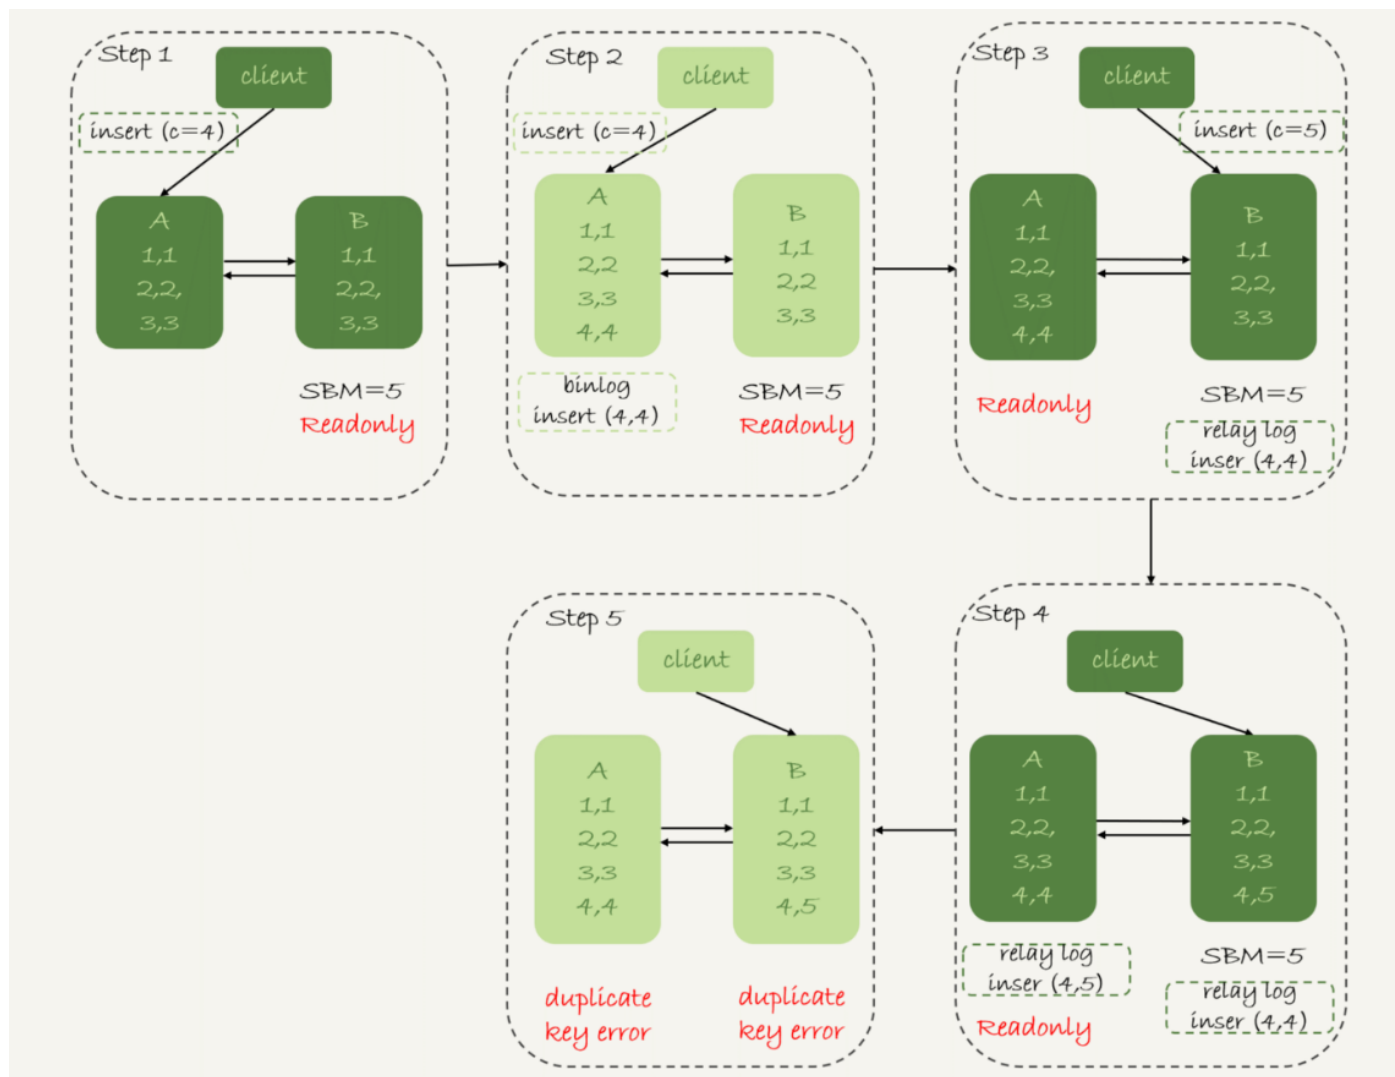 Step 1
client
insert (c=4)
A
1,1
2,2,
3,3
B
1,1
2,2,
3,3
SBM=5
Readonly
Step 2
client
insert (c=4)
A
1,1
2,2
3,3
4,4
B
1,1
2,2
3,3
binlog
insert (4,4)
SBM=5
Readonly
Step 3
client
insert (c=5)
A
1,1
2,2,
3,3
4,4
B
1,1
2,2,
3,3
Readonly
SBM=5
relay log
inser (4,4)
Step 4
client
A
1,1
2,2,
3,3
4,4
B
1,1
2,2,
3,3
4,5
relay log
inser (4,5)
Readonly
SBM=5
relay log
inser (4,4)
Step 5
client
A
1,1
2,2
3,3
4,4
B
1,1
2,2
3,3
4,5
duplicate
key error
duplicate
key error